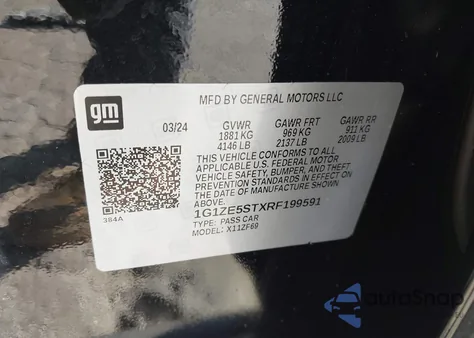 gm
MFD BY GENERAL MOTORS LLC
03/24 GVWR GAWR FRT GAWR RR
1881 KG 969 KG 911 KG
4146 LB 2137 LB 2009 LB
THIS VEHICLE CONFORMS TO ALL
APPLICABLE U.S. FEDERAL MOTOR
VEHICLE SAFETY, BUMPER, AND THEFT
PREVENTION STANDARDS IN EFFECT ON
THE DATE OF MANUFACTURE SHOWN
ABOVE.
384A
1G1ZE5STXRF199591
TYPE: PASS CAR
MODEL: X11ZF69
autoSnap